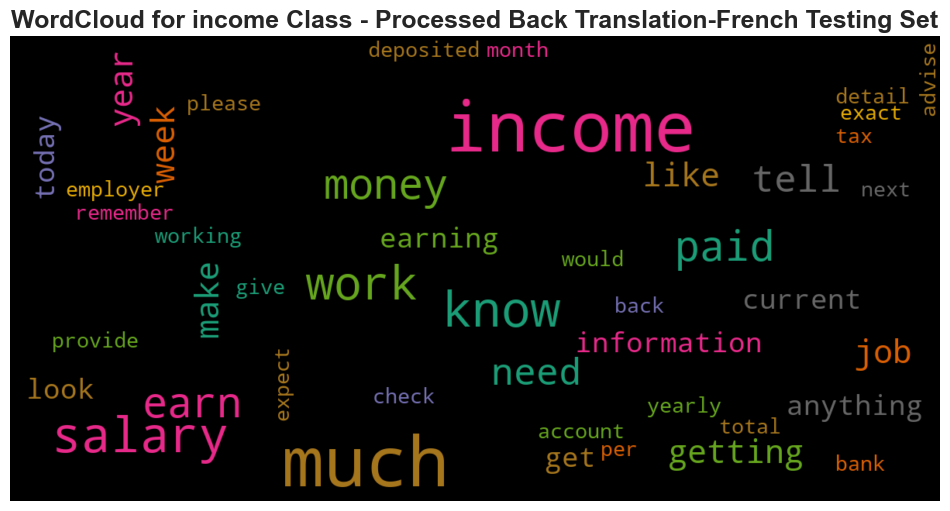 WordCloud for income Class - Processed Back Translation-French Testing Set
deposited
month
advise
year
please
detail
exact
income
week
tax
today
like
tell
money
employer
next
remember
working
earning
paid
would
work
make
give
know
back
current
provide
information
job
need
look
expect
check
earn
yearly
anything
salary
account
total
much
get
per
getting
bank